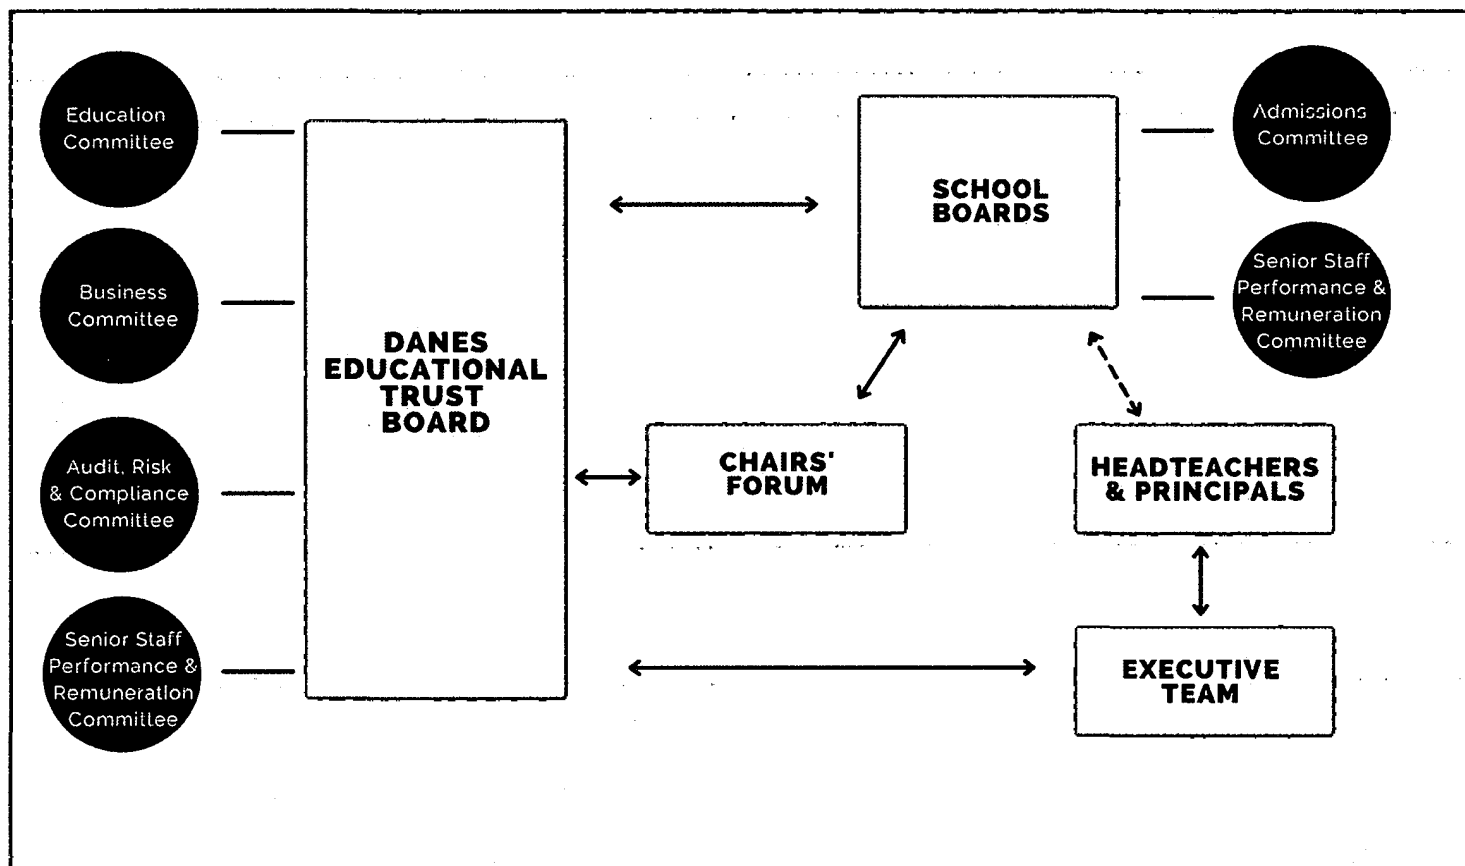 Education
Committee
Business
Committee
Audit, Risk
& Compliance
Committee
Senior Staff
Performance &
Remuneration
Committee
DANES
EDUCATIONAL
TRUST
BOARD
SCHOOL
BOARDS
Admissions
Committee
Senior Staff
Performance &
Remuneration
Committee
CHAIRS'
FORUM
HEADTEACHERS
& PRINCIPALS
EXECUTIVE
TEAM